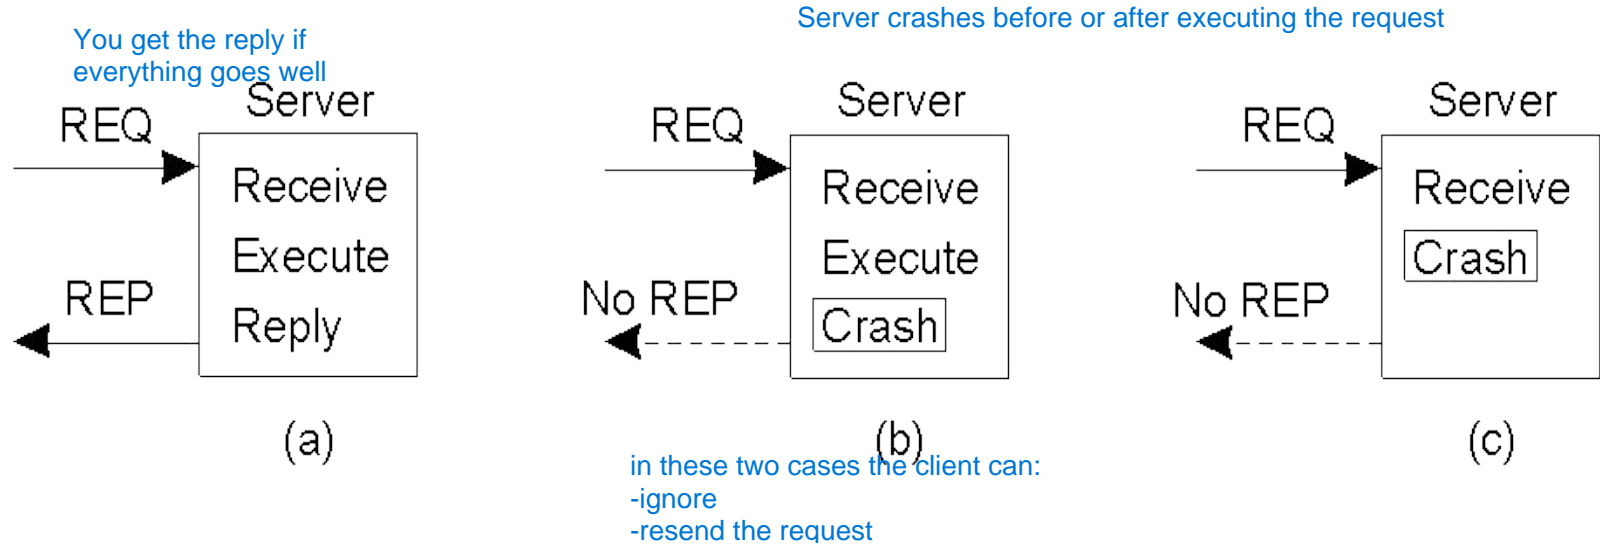 Server crashes before or after executing the request
You get the reply if
everything goes well
REQ
Server
Receive
Execute
Reply
REP
(a)
REQ
Server
Receive
Execute
Crash
No REP
(b)
REQ
Server
Receive
Crash
No REP
(c)
in these two cases the client can:
-ignore
-resend the request